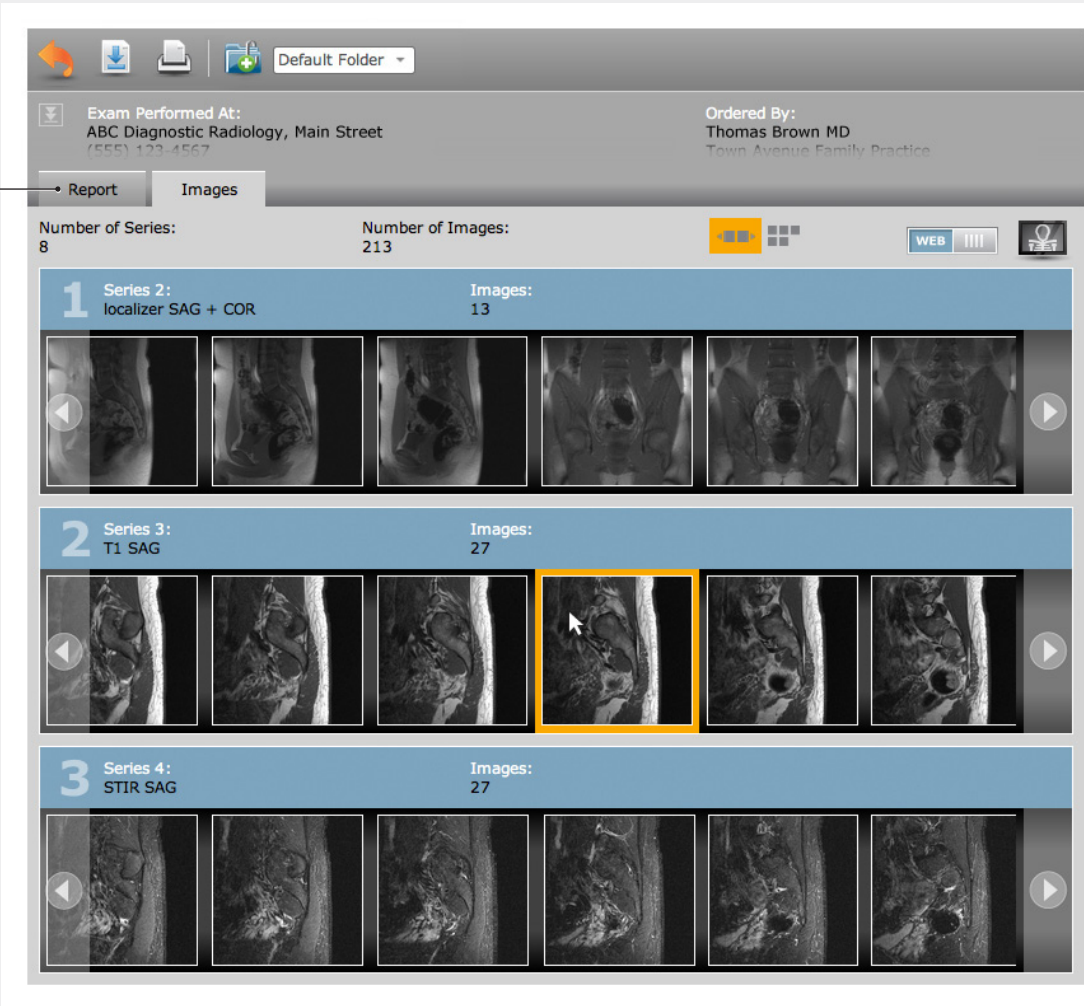 Default Folder
Exam Performed At:
ABC Diagnostic Radiology, Main Street
(555) 123-4567
Ordered By:
Thomas Brown MD
Town Avenue Family Practice
Report
Images
Number of Series:
8
Number of Images:
213
WEB
1
Series 2:
localizer SAG + COR
Images:
13
2
Series 3:
T1 SAG
Images:
27
3
Series 4:
STIR SAG
Images:
27